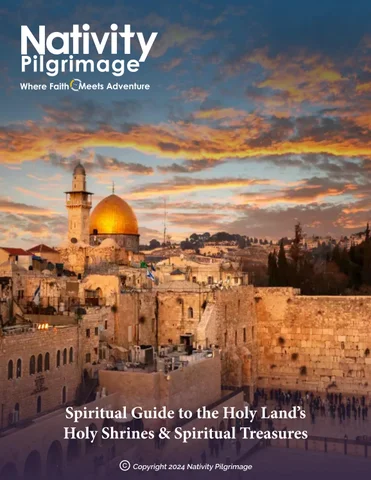 Nativity
Pilgrimage
Where Faith Meets Adventure
Spiritual Guide to the Holy Land's
Holy Shrines & Spiritual Treasures
© Copyright 2024 Nativity Pilgrimage